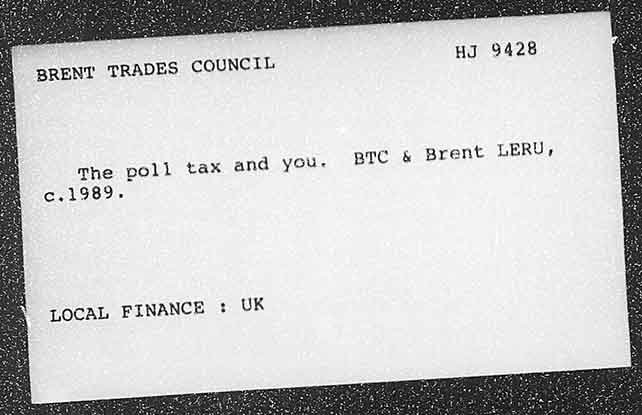 BRENT TRADES COUNCIL HJ 9428
The poll tax and you. BTC & Brent LERU,
c.1989.
LOCAL FINANCE : UK